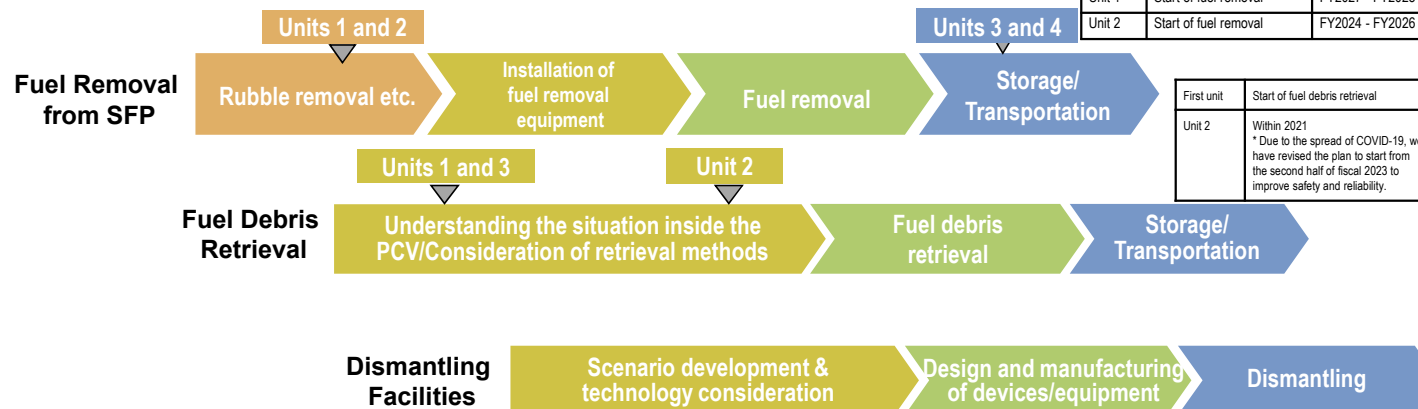 Units 1 and 2
Units 3 and 4
Unit 2 Start of fuel removal FY2024 - FY2026
Fuel Removal
from SFP
Rubble removal etc.
Installation of
fuel removal
equipment
Fuel removal
Storage/
Transportation
First unit Start of fuel debris retrieval
Unit 2 Within 2021
* Due to the spread of COVID-19, we
have revised the plan to start from
the second half of fiscal 2023 to
improve safety and reliability.
Units 1 and 3
Unit 2
Fuel Debris
Retrieval
Understanding the situation inside the
PCV/Consideration of retrieval methods
Fuel debris
retrieval
Storage/
Transportation
Dismantling
Facilities
Scenario development &
technology consideration
Design and manufacturing
of devices/equipment
Dismantling